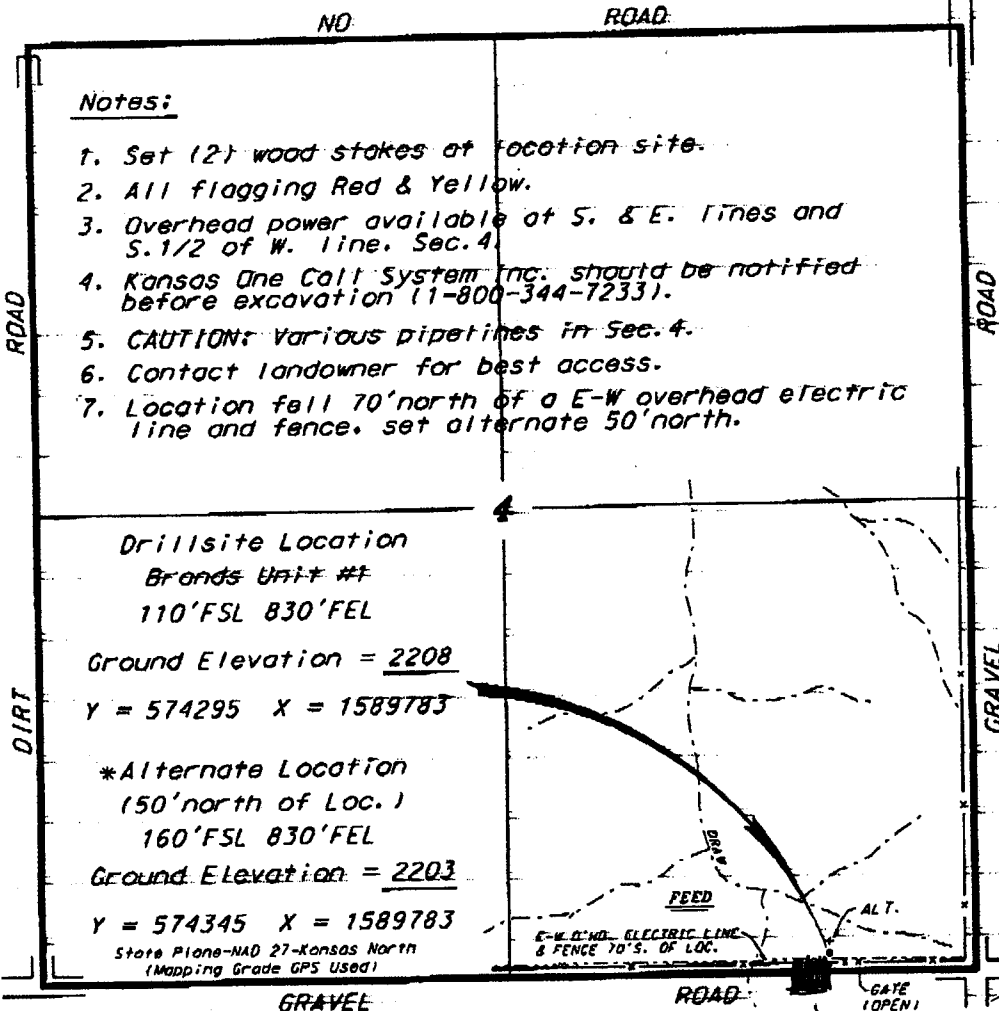 NO ROAD
Notes:
1. Set (2) wood stakes at location site.
2. All flagging Red & Yellow.
3. Overhead power available at S. & E. lines and
S.1/2 of W. line. Sec.4.
4. Kansas One Call System Inc. should be notified
before excavation (1-800-344-7233).
5. CAUTION: Various pipelines in Sec.4.
6. Contact landowner for best access.
7. Location fell 70'north of a E-W overhead electric
line and fence. set alternate 50'north.
ROAD
ROAD
4
Drillsite Location
Brands Unit #1
110'FSL 830'FEL
Ground Elevation = 2208
Y = 574295 X = 1589783
DIRT
GRAVEL
*Alternate Location
(50'north of Loc.)
160'FSL 830'FEL
Ground Elevation = 2203
Y = 574345 X = 1589783
State Plane-NAD 27-Kansas North
(Mapping Grade GPS Used)
DRAW
FEED
ALT.
E-W O'HD. ELECTRIC LINE
& FENCE 70'S. OF LOC.
GATE
(OPEN)
GRAVEL ROAD